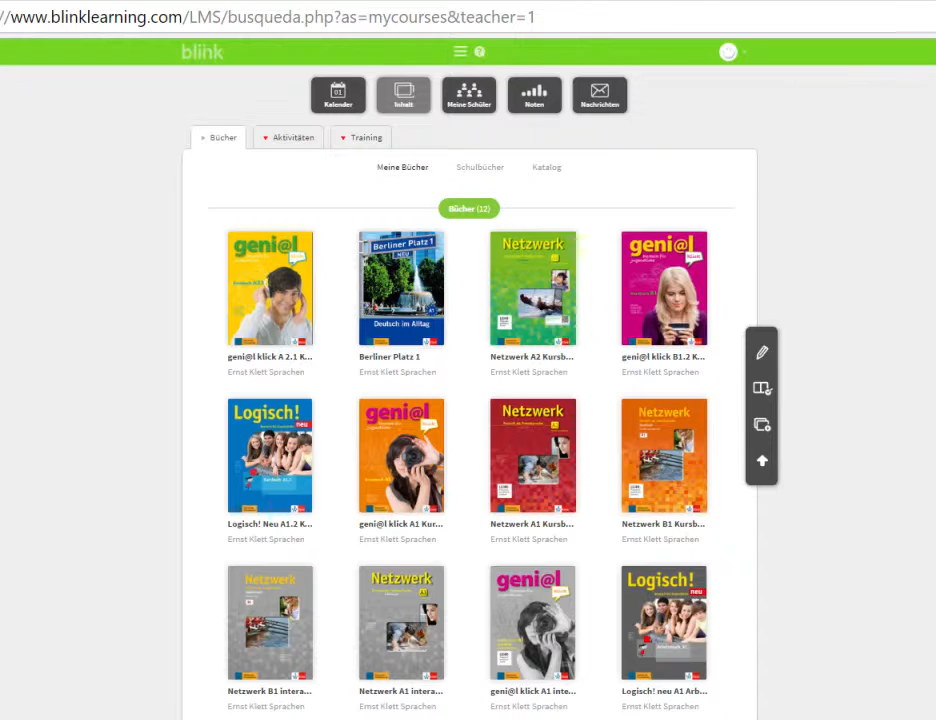 //www.blinklearning.com/LMS/busqueda.php?as=mycourses&teacher=1
blink
Kalender
Inhalt
Meine Schüler
Noten
Nachrichten
Bücher
Aktivitäten
Training
Meine Bücher
Schulbücher
Katalog
Bücher (12)
geni@l
Berliner Platz 1
NEU
Deutsch im Alltag
Netzwerk
geni@l
geni@l klick A 2.1 K...
Berliner Platz 1
Netzwerk A2 Kursb...
geni@l klick B1.2 K...
Ernst Klett Sprachen
Ernst Klett Sprachen
Ernst Klett Sprachen
Ernst Klett Sprachen
Logisch!
neu
geni@l
Netzwerk
Netzwerk
Logisch! Neu A1.2 K...
geni@l klick A1 Kur...
Netzwerk A1 Kursb...
Netzwerk B1 Kursb...
Ernst Klett Sprachen
Ernst Klett Sprachen
Ernst Klett Sprachen
Ernst Klett Sprachen
Netzwerk
Netzwerk
A1
geni@l
Logisch!
neu
Netzwerk B1 intera...
Netzwerk A1 intera...
geni@l klick A1 inte...
Logisch! neu A1 Arb...
Ernst Klett Sprachen
Ernst Klett Sprachen
Ernst Klett Sprachen
Ernst Klett Sprachen